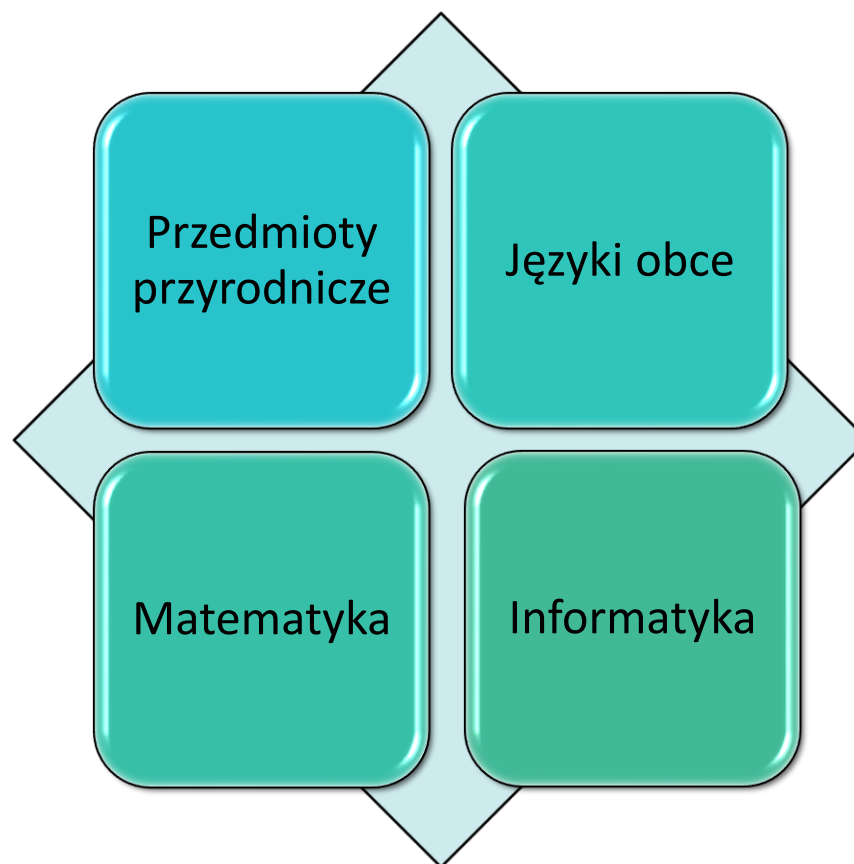 Przedmioty
przyrodnicze
Języki obce
Matematyka
Informatyka